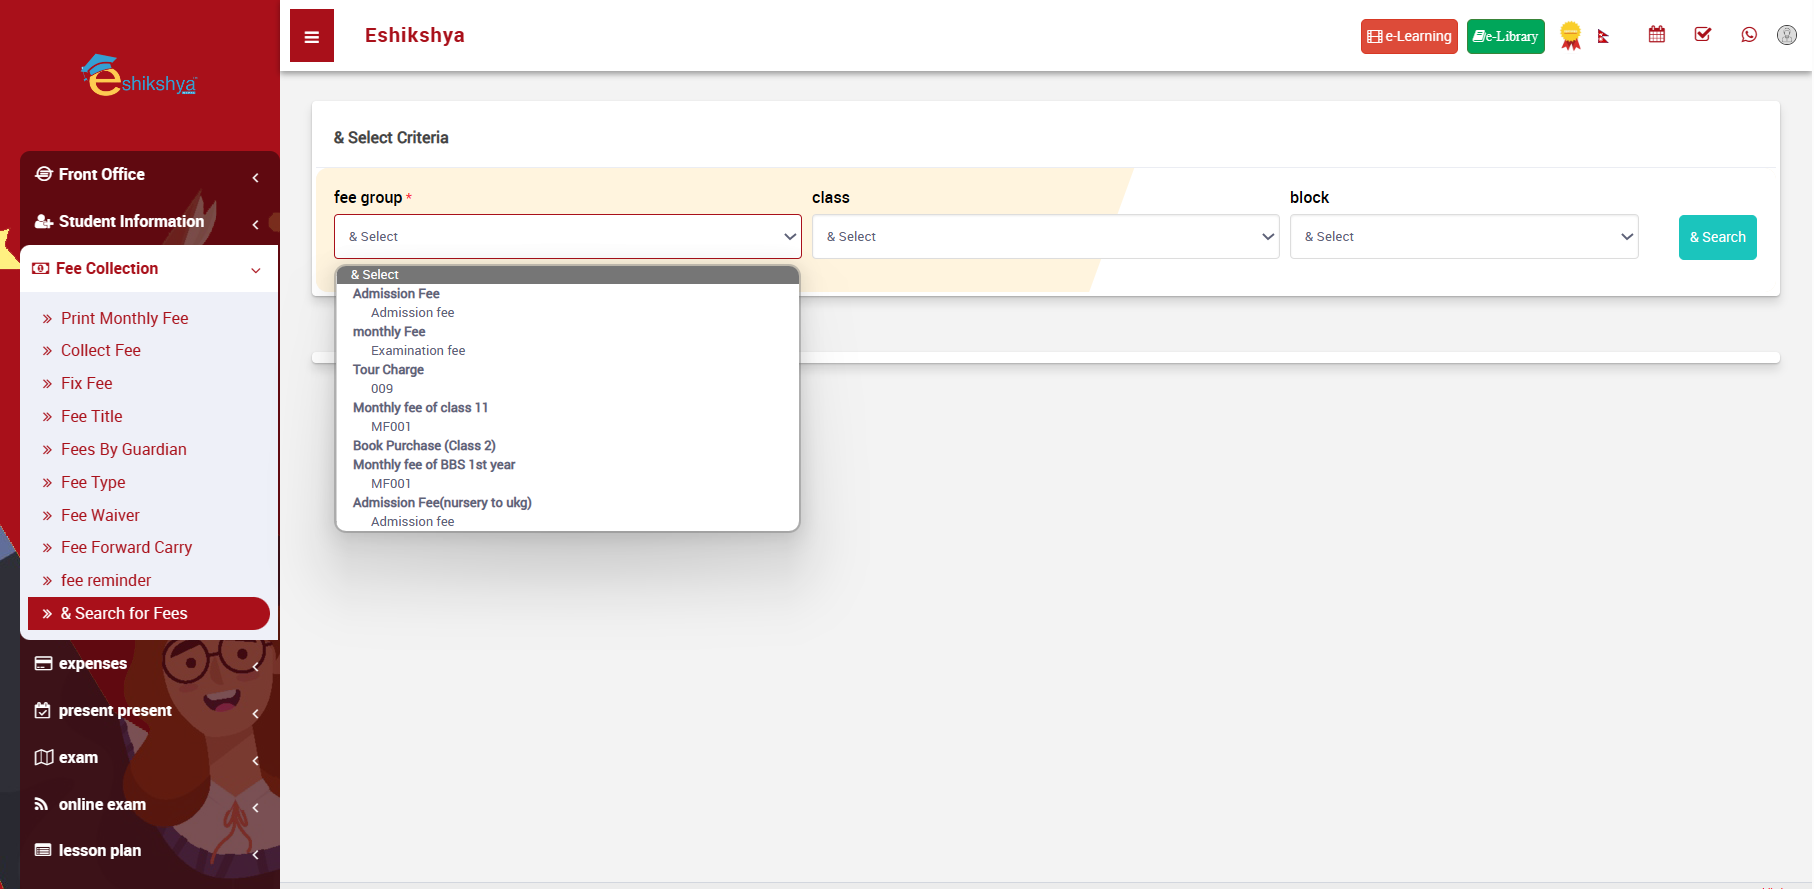 eshikshya
Front Office
Student Information
Fee Collection
Print Monthly Fee
Collect Fee
Fix Fee
Fee Title
Fees By Guardian
Fee Type
Fee Waiver
Fee Forward Carry
fee reminder
& Search for Fees
expenses
present present
exam
online exam
lesson plan
Eshikshya
e-Learning
e-Library
& Select Criteria
fee group *
class
block
& Select
& Select
& Select
& Search
& Select
Admission Fee
Admission fee
monthly Fee
Examination fee
Tour Charge
009
Monthly fee of class 11
MF001
Book Purchase (Class 2)
Monthly fee of BBS 1st year
MF001
Admission Fee(nursery to ukg)
Admission fee